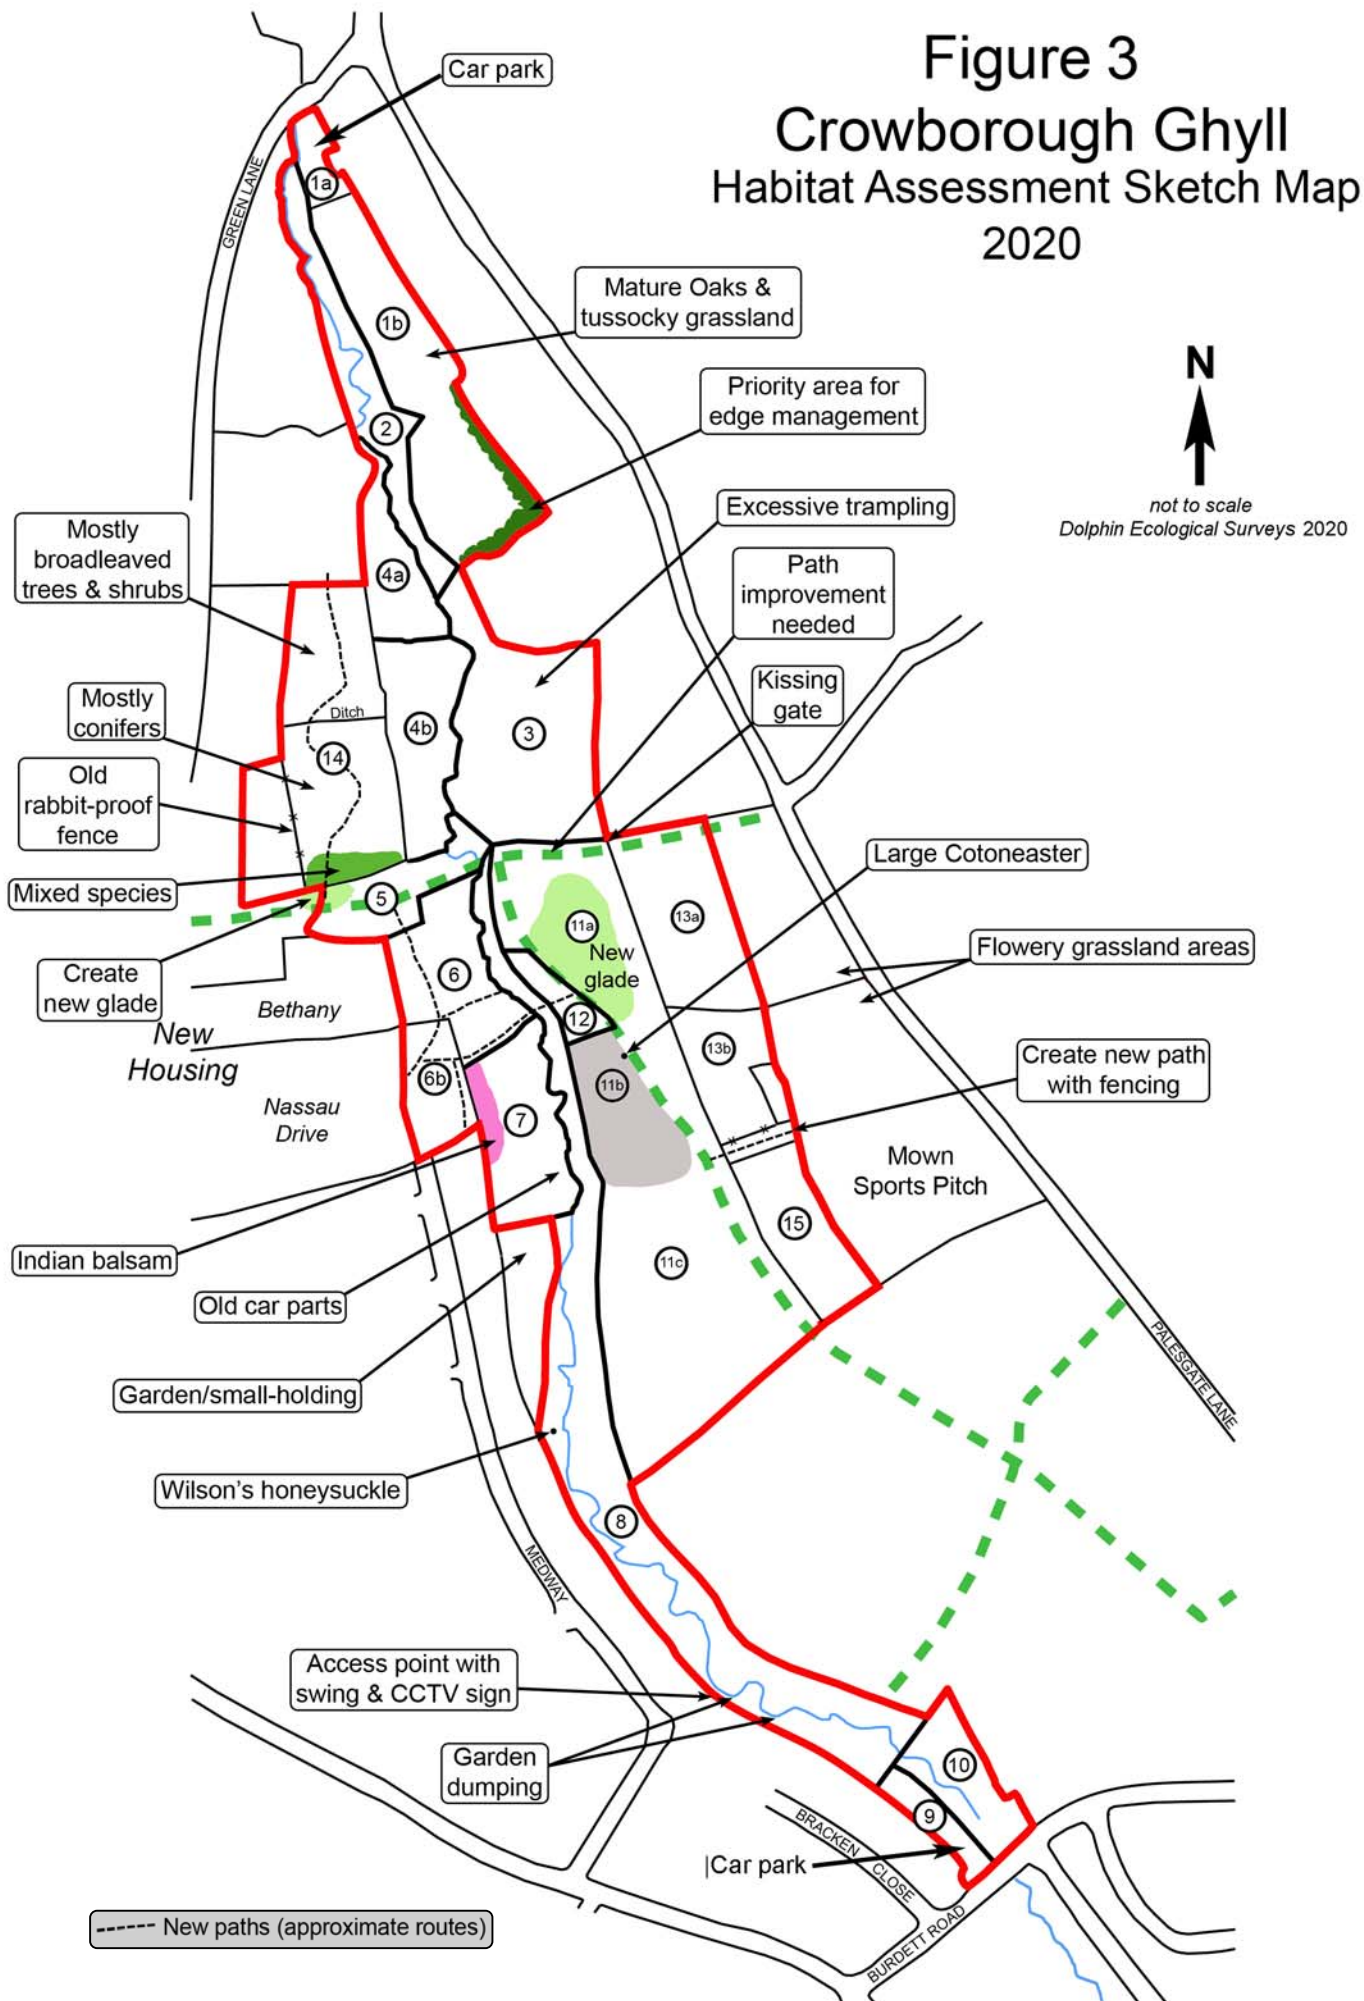 Figure 3
Crowborough Ghyll
Habitat Assessment Sketch Map
2020
Car park
GREEN LANE
1a
1b
Mature Oaks &
tussocky grassland
Priority area for
edge management
N
not to scale
Dolphin Ecological Surveys 2020
2
Excessive trampling
Mostly
broadleaved
trees & shrubs
4a
Path
improvement
needed
Kissing
gate
Mostly
conifers
Ditch
4b
3
14
Old
rabbit-proof
fence
Large Cotoneaster
Mixed species
5
11a
New
glade
13a
Flowery grassland areas
Create
new glade
6
Bethany
New
Housing
12
13b
Create new path
with fencing
6b
11b
Nassau
Drive
7
Mown
Sports Pitch
15
Indian balsam
11c
Old car parts
PALESGATE LANE
Garden/small-holding
Wilson's honeysuckle
8
MEDWAY
Access point with
swing & CCTV sign
Garden
dumping
10
9
BRACKEN CLOSE
|Car park
BURDETT ROAD
New paths (approximate routes)